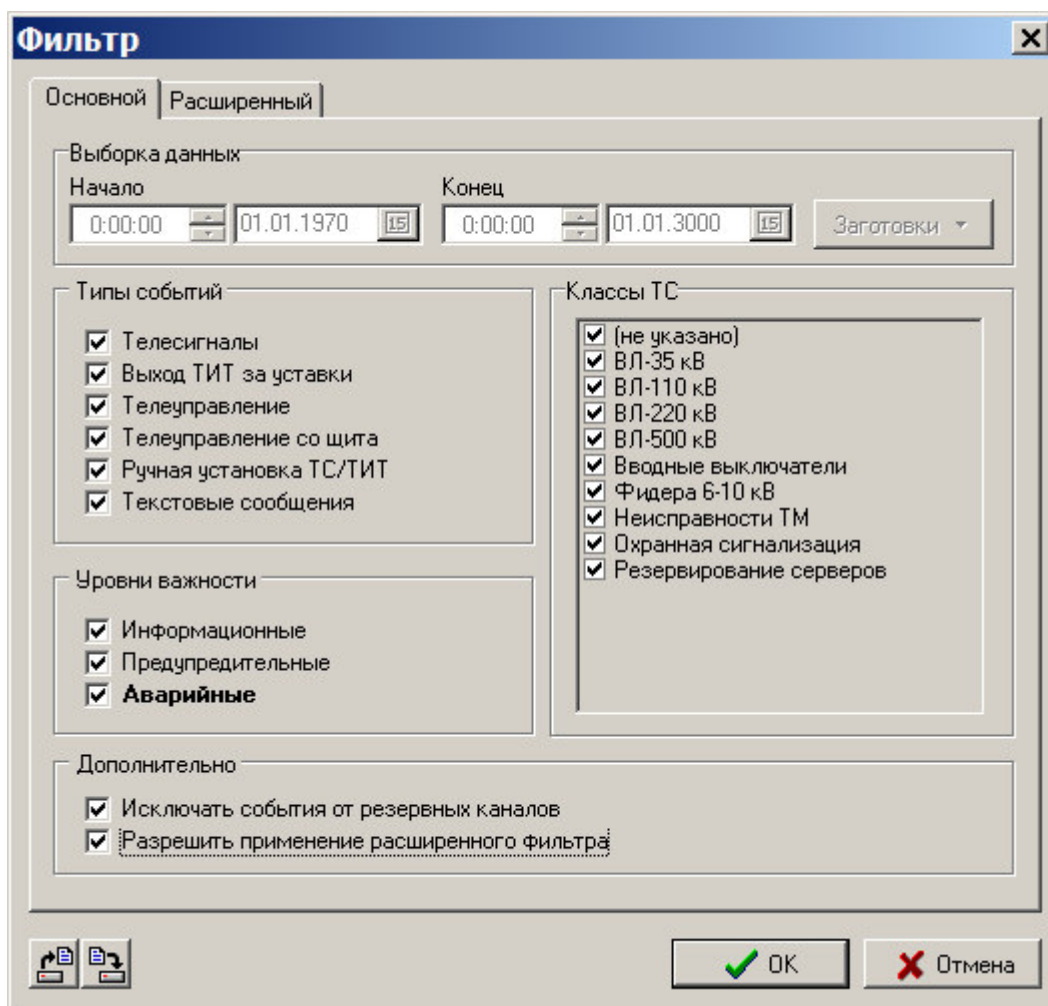 Фильтр
Основной Расширенный
Выборка данных
Начало Конец
0:00:00 01.01.1970 15 0:00:00 01.01.3000 15 Заготовки
Типы событий
Телесигналы
Выход ТИТ за уставки
Телеуправление
Телеуправление со щита
Ручная установка ТС/ТИТ
Текстовые сообщения
Классы ТС
(не указано)
ВЛ-35 кВ
ВЛ-110 кВ
ВЛ-220 кВ
ВЛ-500 кВ
Вводные выключатели
Фидера 6-10 кВ
Неисправности ТМ
Охранная сигнализация
Резервирование серверов
Уровни важности
Информационные
Предупредительные
Аварийные
Дополнительно
Исключать события от резервных каналов
Разрешить применение расширенного фильтра
OK Отмена